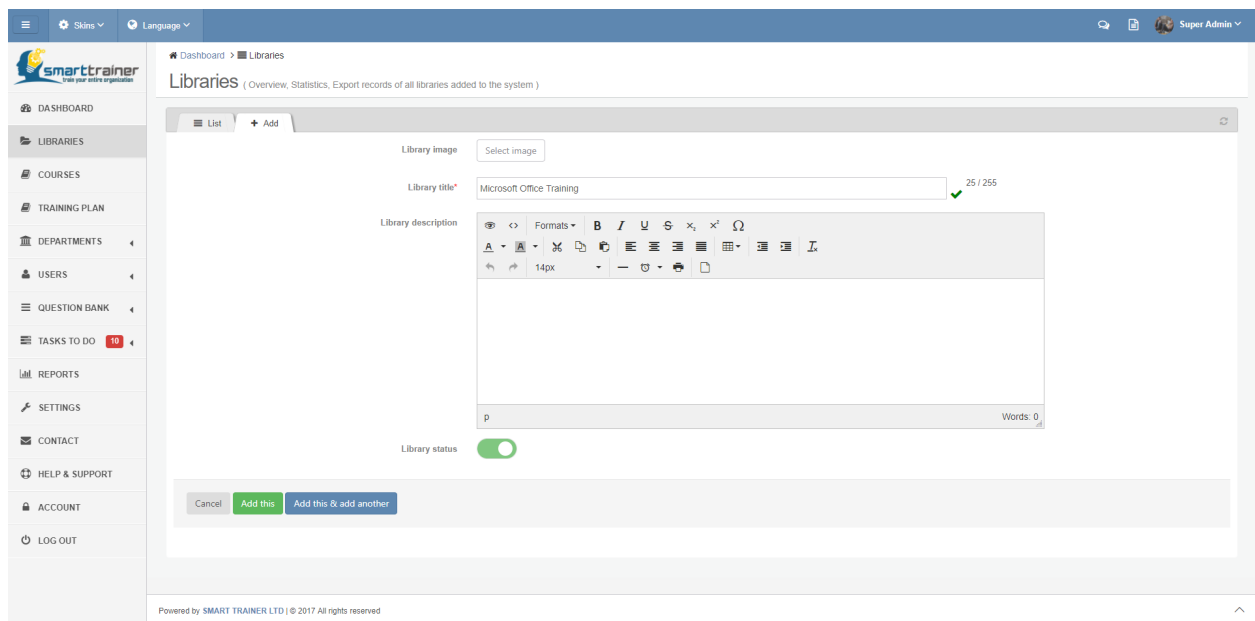 Skins
Language
Super Admin
smarttrainer
train your entire organization
Dashboard > Libraries
Libraries ( Overview, Statistics, Export records of all libraries added to the system )
DASHBOARD
LIBRARIES
COURSES
TRAINING PLAN
DEPARTMENTS
USERS
QUESTION BANK
TASKS TO DO 10
REPORTS
SETTINGS
CONTACT
HELP & SUPPORT
ACCOUNT
LOG OUT
List
+ Add
Library image Select image
Library title* Microsoft Office Training 25 / 255
Library description
Formats B I U S x₂ x² Ω
A A Ix
14px
p Words: 0
Library status
Cancel Add this Add this & add another
Powered by SMART TRAINER LTD | © 2017 All rights reserved